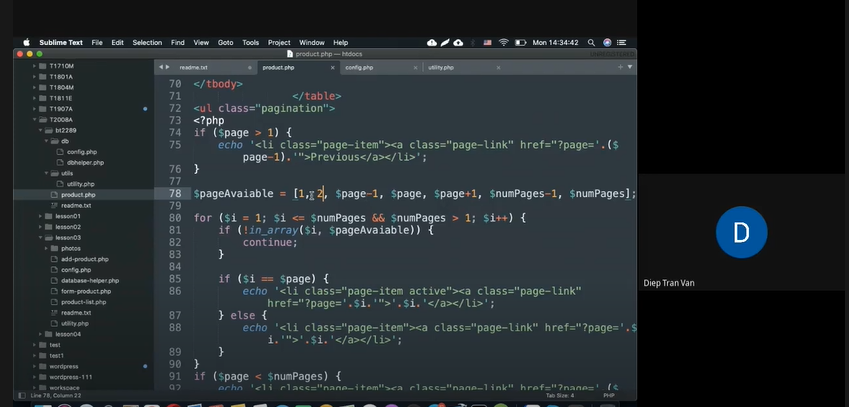 Sublime Text File Edit Selection Find View Goto Tools Project Window Help Mon 14:34:42
product.php — htdocs
T1710M
T1801A
T1804M
T1811E
T1907A
T2008A
bt2289
db
config.php
dbhelper.php
utils
utility.php
product.php
readme.txt
lesson01
lesson02
lesson03
photos
add-product.php
config.php
database-helper.php
form-product.php
product-list.php
readme.txt
utility.php
lesson04
test
test1
wordpress
wordpress-111
workspace
readme.txt product.php config.php utility.php
70 </tbody>
71 </table>
72 <ul class="pagination">
73 <?php
74 if ($page > 1) {
75 echo '<li class="page-item"><a class="page-link" href="?page='.($
page-1).'">Previous</a></li>';
76 }
77
78 $pageAvaiable = [1, 2, $page-1, $page, $page+1, $numPages-1, $numPages];
79
80 for ($i = 1; $i <= $numPages && $numPages > 1; $i++) {
81 if (!in_array($i, $pageAvaiable)) {
82 continue;
83 }
84
85 if ($i == $page) {
86 echo '<li class="page-item active"><a class="page-link"
href="?page='.$i.'">'.$i.'</a></li>';
87 } else {
88 echo '<li class="page-item"><a class="page-link" href="?page='.$
i.'">'.$i.'</a></li>';
89 }
90 }
91 if ($page < $numPages) {
92 echo '<li class="page-item"><a class="page-link" href="?page='.($
Line 78, Column 22 Tab Size: 4 PHP
D
Diep Tran Van